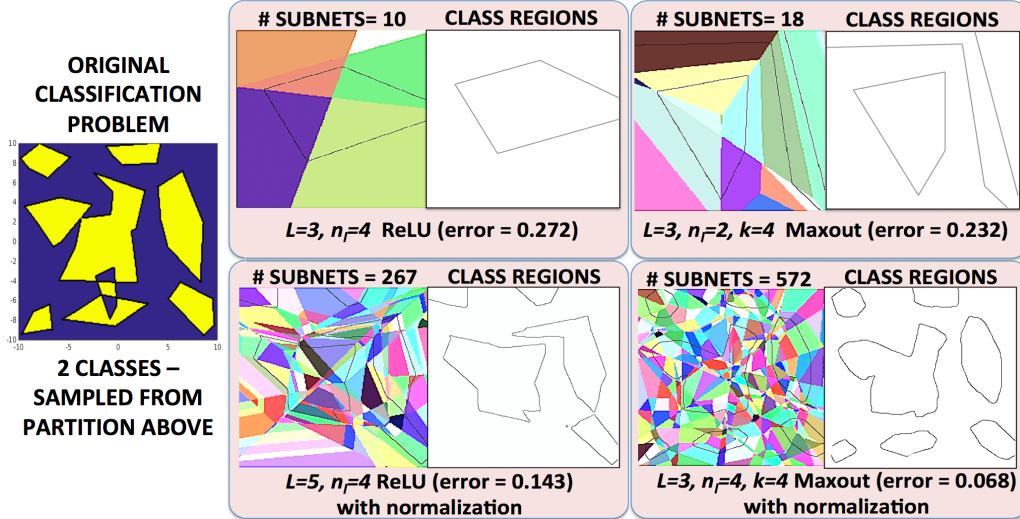 ORIGINAL
CLASSIFICATION
PROBLEM
10
8
6
4
2
0
-2
-4
-6
-8
-10
-10 -5 0 5 10
2 CLASSES –
SAMPLED FROM
PARTITION ABOVE
# SUBNETS= 10 CLASS REGIONS
L=3, nl=4 ReLU (error = 0.272)
# SUBNETS= 18 CLASS REGIONS
L=3, nl=2, k=4 Maxout (error = 0.232)
# SUBNETS = 267 CLASS REGIONS
L=5, nl=4 ReLU (error = 0.143)
with normalization
# SUBNETS = 572 CLASS REGIONS
L=3, nl=4, k=4 Maxout (error = 0.068)
with normalization